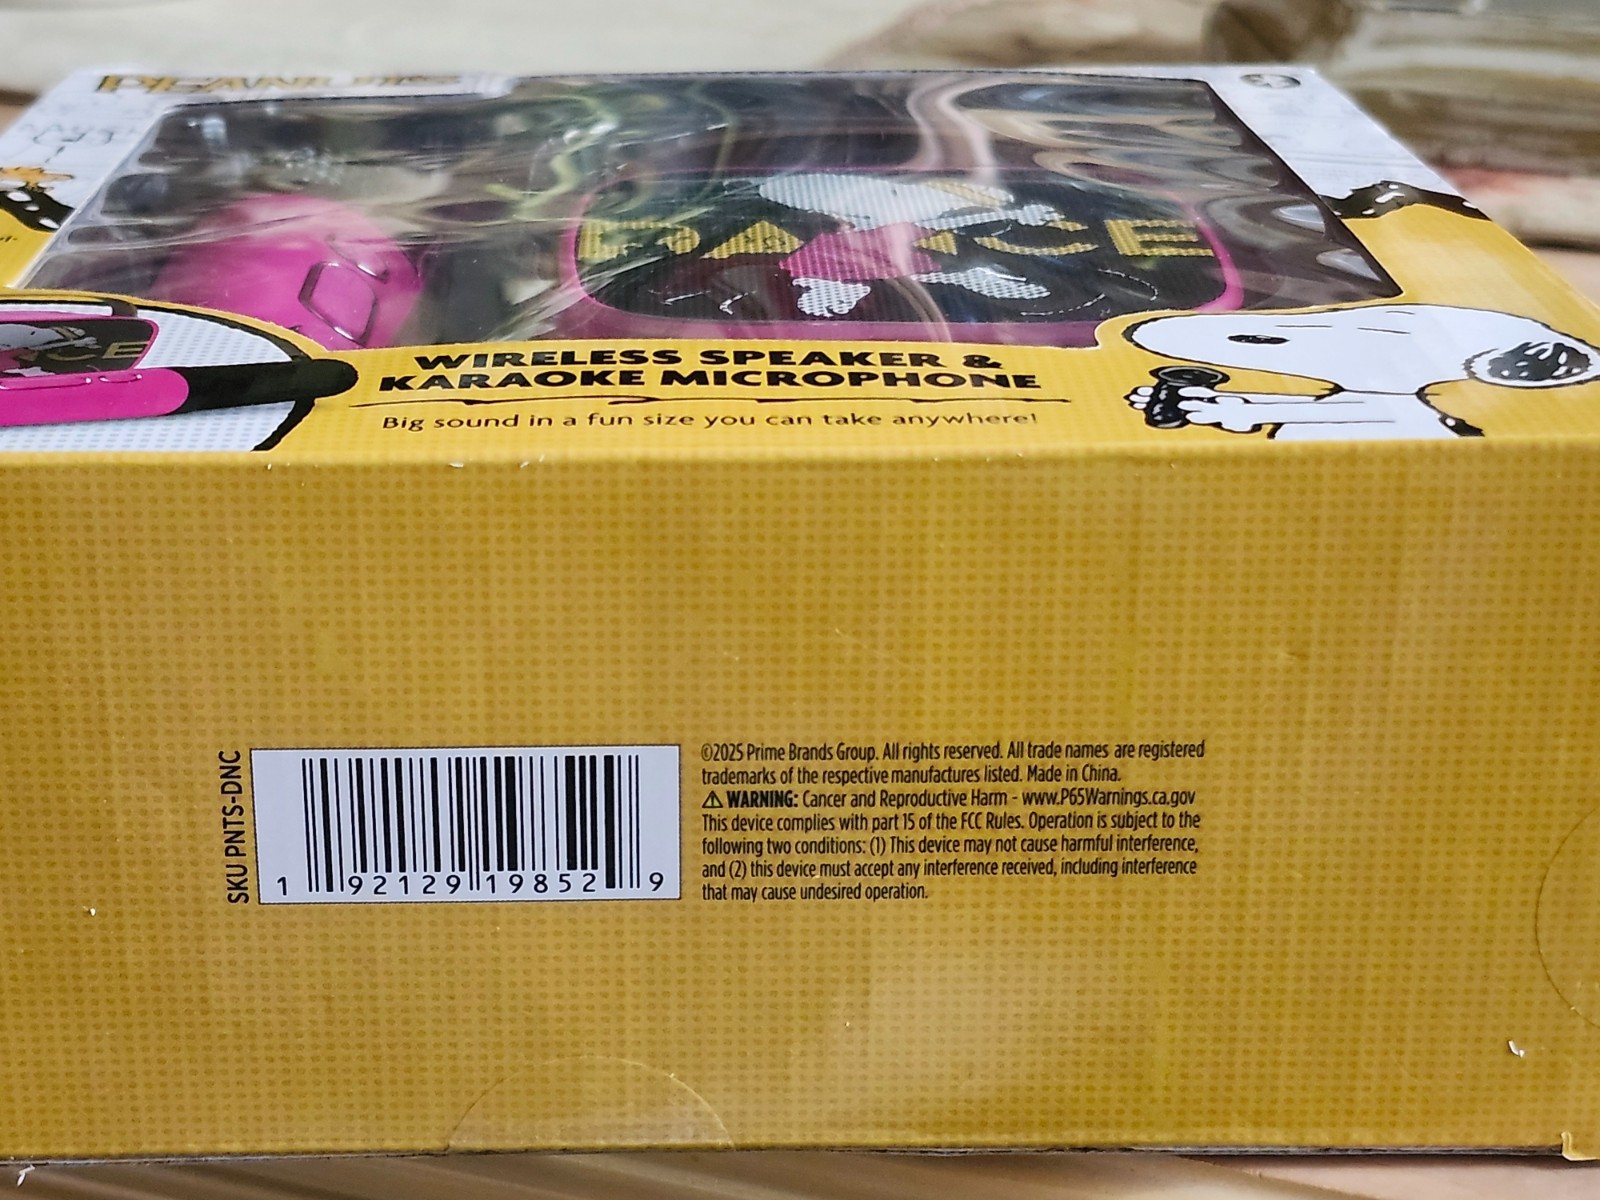 PEANUTS
DANCE
WIRELESS SPEAKER &
KARAOKE MICROPHONE
Big sound in a fun size you can take anywhere!
SKU PNTS-DNC
1 92129 19852 9
©2025 Prime Brands Group. All rights reserved. All trade names are registered
trademarks of the respective manufactures listed. Made in China.
⚠ WARNING: Cancer and Reproductive Harm - www.P65Warnings.ca.gov
This device complies with part 15 of the FCC Rules. Operation is subject to the
following two conditions: (1) This device may not cause harmful interference,
and (2) this device must accept any interference received, including interference
that may cause undesired operation.